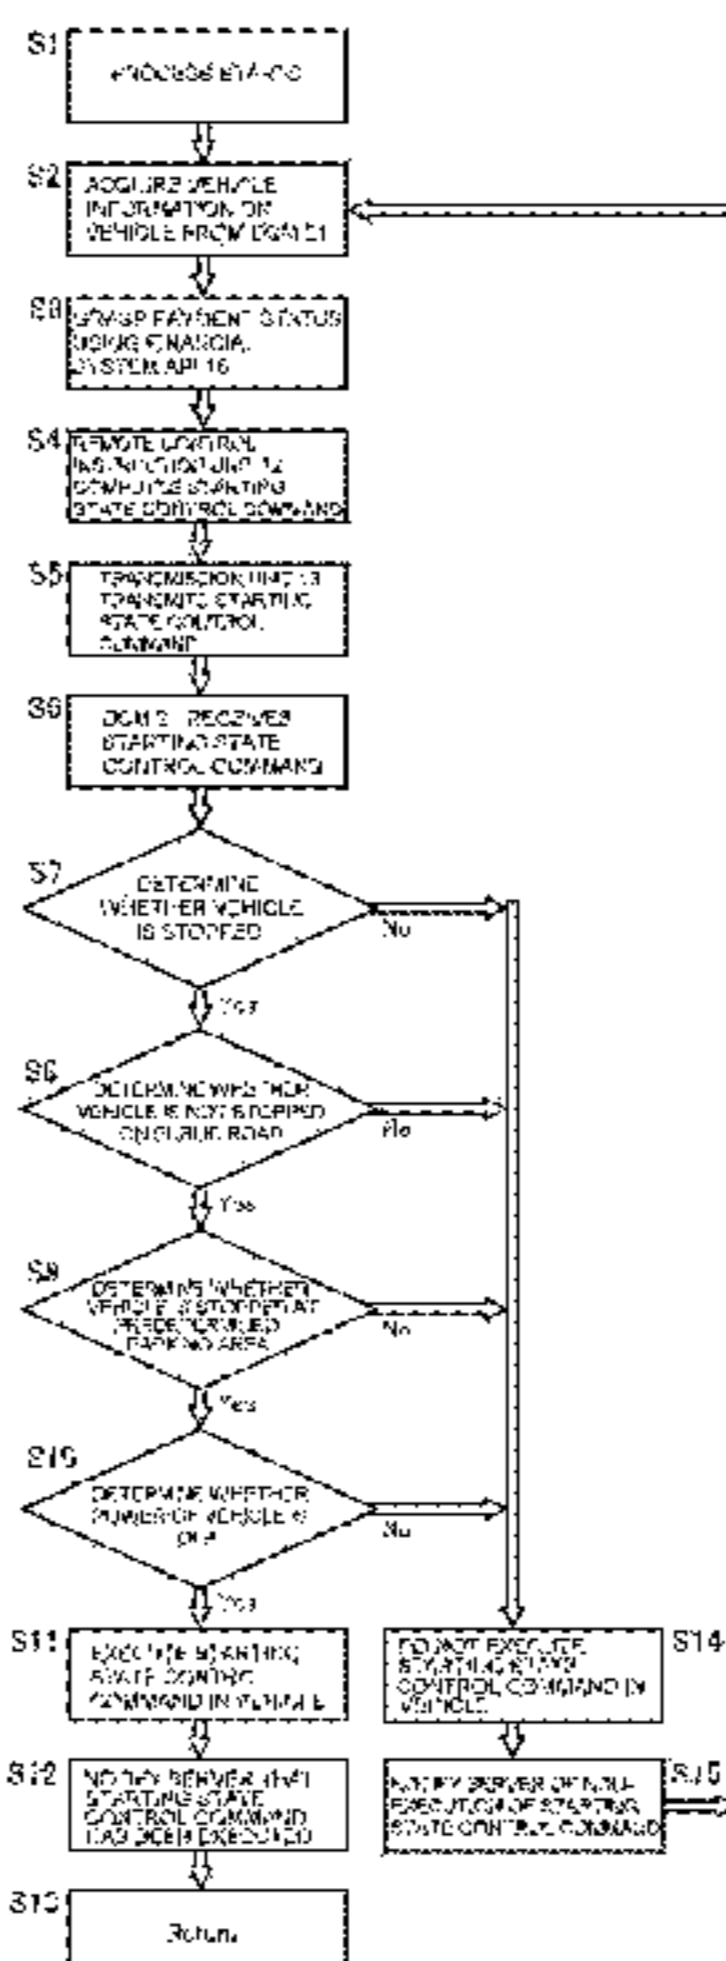 S1
PROCESS STARTS
S2
ACQUIRE VEHICLE
INFORMATION ON
VEHICLE FROM
S3
GRASP PAYMENT STATUS
USING FINANCIAL
SYSTEM API 16
S4
REMOTE CONTROL
INSTRUCTION UNIT 12
COMPUTES STARTING
STATE CONTROL COMMAND
S5
TRANSMISSION UNIT 13
TRANSMITS STARTING
STATE CONTROL
COMMAND
S6
RECEIVES
STARTING STATE
CONTROL COMMAND
S7
DETERMINE
WHETHER VEHICLE
IS STOPPED
No
Yes
S8
DETERMINE WHETHER
VEHICLE IS NOT STOPPED
ON PUBLIC ROAD
No
Yes
S9
DETERMINE WHETHER
VEHICLE IS STOPPED AT
PREDETERMINED
PARKING AREA
No
Yes
S10
DETERMINE WHETHER
POWER OF VEHICLE IS
No
Yes
S11
EXECUTE STARTING
STATE CONTROL
COMMAND IN VEHICLE
S14
DO NOT EXECUTE
STARTING STATE
CONTROL COMMAND IN
VEHICLE
S12
NOTIFY SERVER THAT
STARTING STATE
CONTROL COMMAND
HAS BEEN EXECUTED
S15
NOTIFY SERVER OF NON-
EXECUTION OF STARTING
STATE CONTROL COMMAND
S13
Return